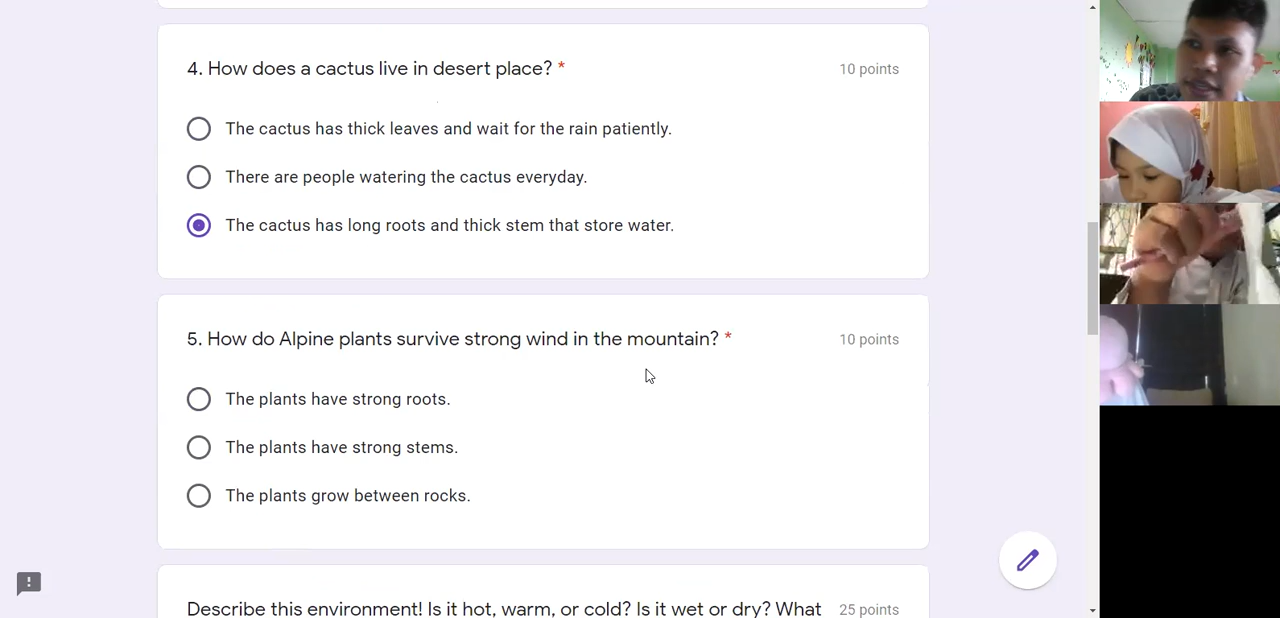 4. How does a cactus live in desert place? *
10 points
The cactus has thick leaves and wait for the rain patiently.
There are people watering the cactus everyday.
The cactus has long roots and thick stem that store water.
5. How do Alpine plants survive strong wind in the mountain? *
10 points
The plants have strong roots.
The plants have strong stems.
The plants grow between rocks.
Describe this environment! Is it hot, warm, or cold? Is it wet or dry? What
25 points